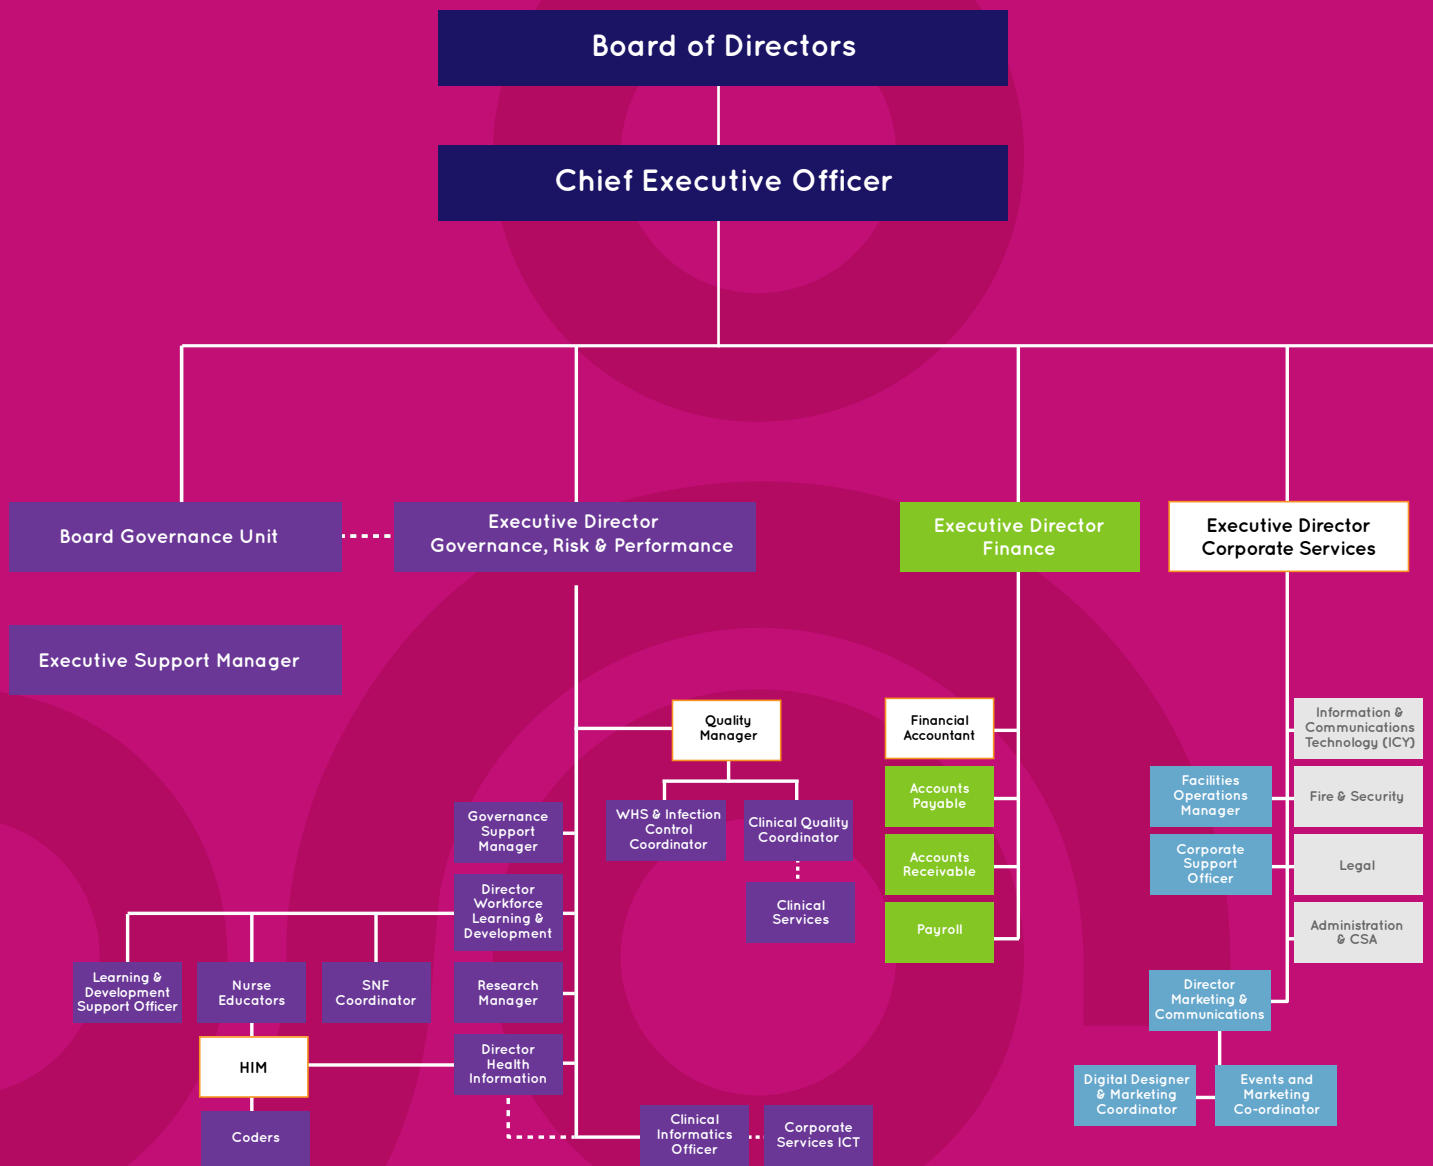 Board of Directors
Chief Executive Officer
Board Governance Unit
Executive Director
Governance, Risk & Performance
Executive Director
Finance
Executive Director
Corporate Services
Executive Support Manager
Quality
Manager
Financial
Accountant
Information &
Communications
Technology (ICY)
Accounts
Payable
Facilities
Operations
Manager
Fire & Security
Governance
Support
Manager
WHS & Infection
Control
Coordinator
Clinical Quality
Coordinator
Accounts
Receivable
Corporate
Support
Officer
Legal
Director
Workforce
Learning &
Development
Clinical
Services
Payroll
Administration
& CSA
Learning &
Development
Support Officer
Nurse
Educators
SNF
Coordinator
Research
Manager
Director
Marketing &
Communications
HIM
Director
Health
Information
Digital Designer
& Marketing
Coordinator
Events and
Marketing
Co-ordinator
Coders
Clinical
Informatics
Officer
Corporate
Services ICT